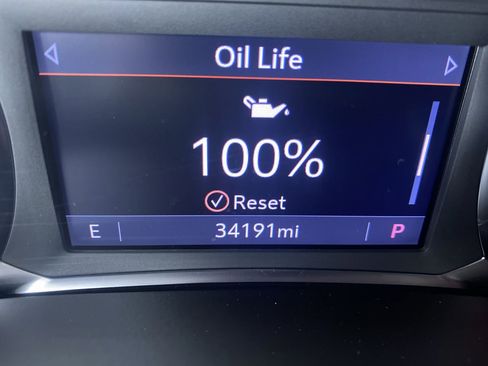 Oil Life
100%
Reset
E 34191mi P